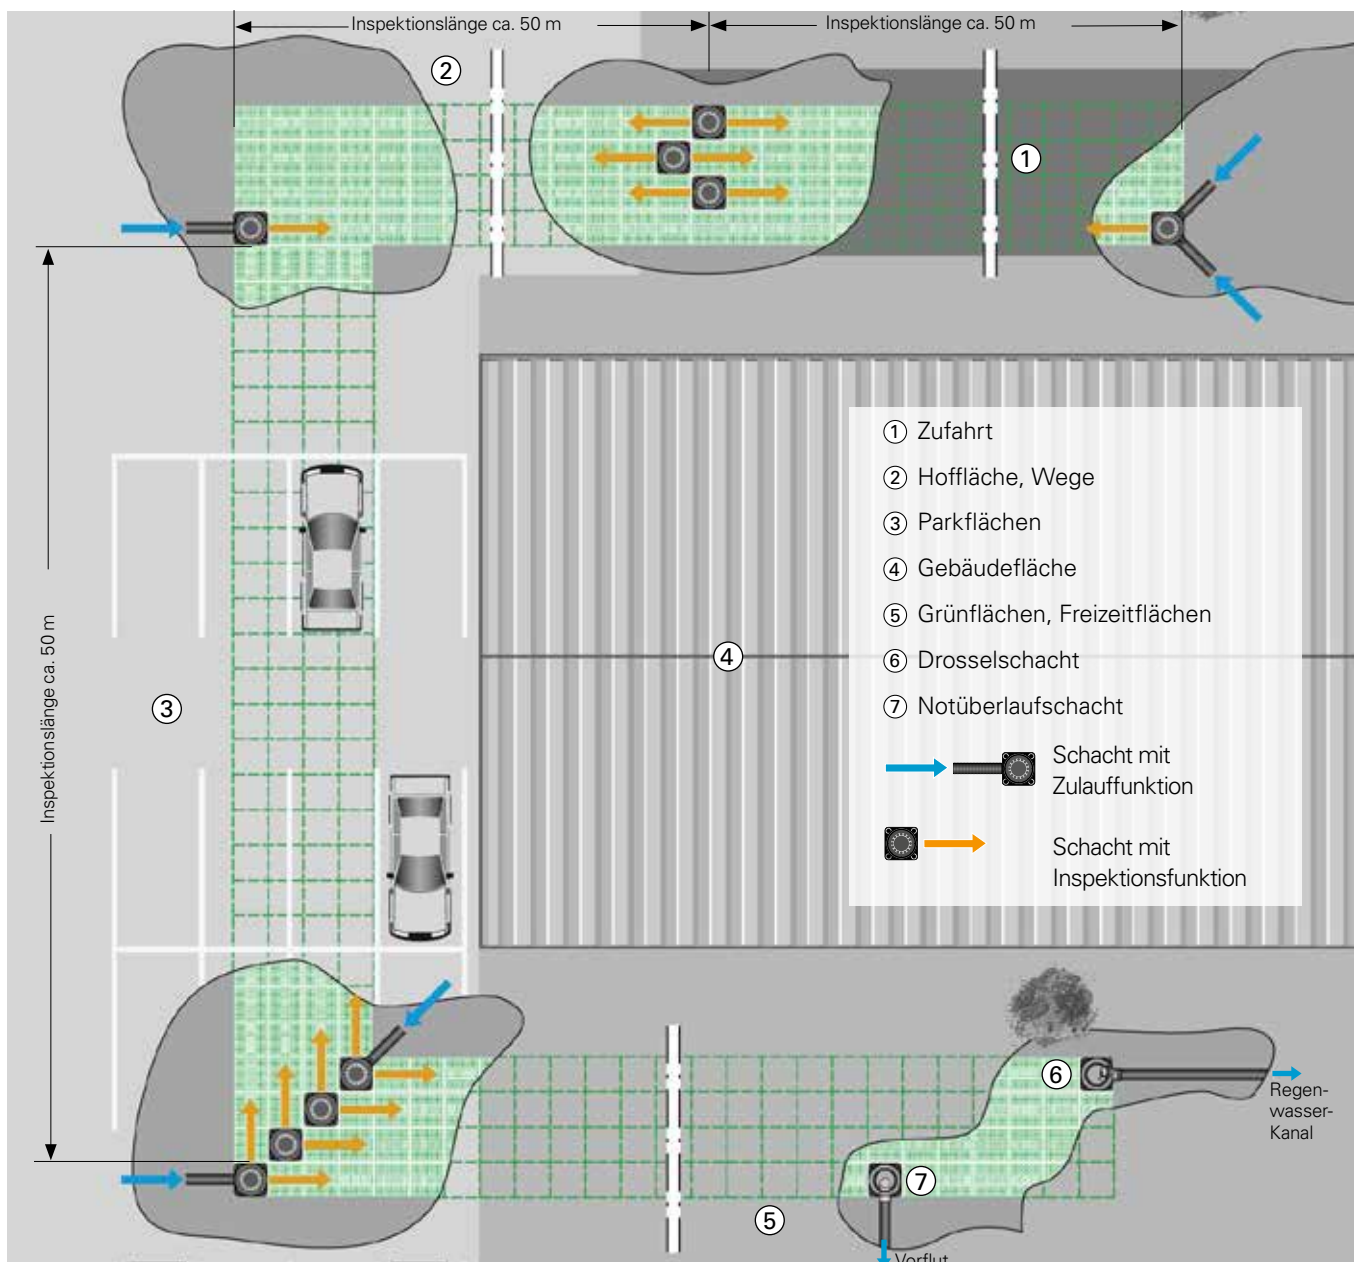 Inspektionslänge ca. 50 m
Inspektionslänge ca. 50 m
2
1
Inspektionslänge ca. 50 m
3
4
1 Zufahrt
2 Hoffläche, Wege
3 Parkflächen
4 Gebäudefläche
5 Grünflächen, Freizeitflächen
6 Drosselschacht
7 Notüberlaufschacht
Schacht mit
Zulauffunktion
Schacht mit
Inspektionsfunktion
6
Regen-
wasser-
Kanal
7
5
Vorflut